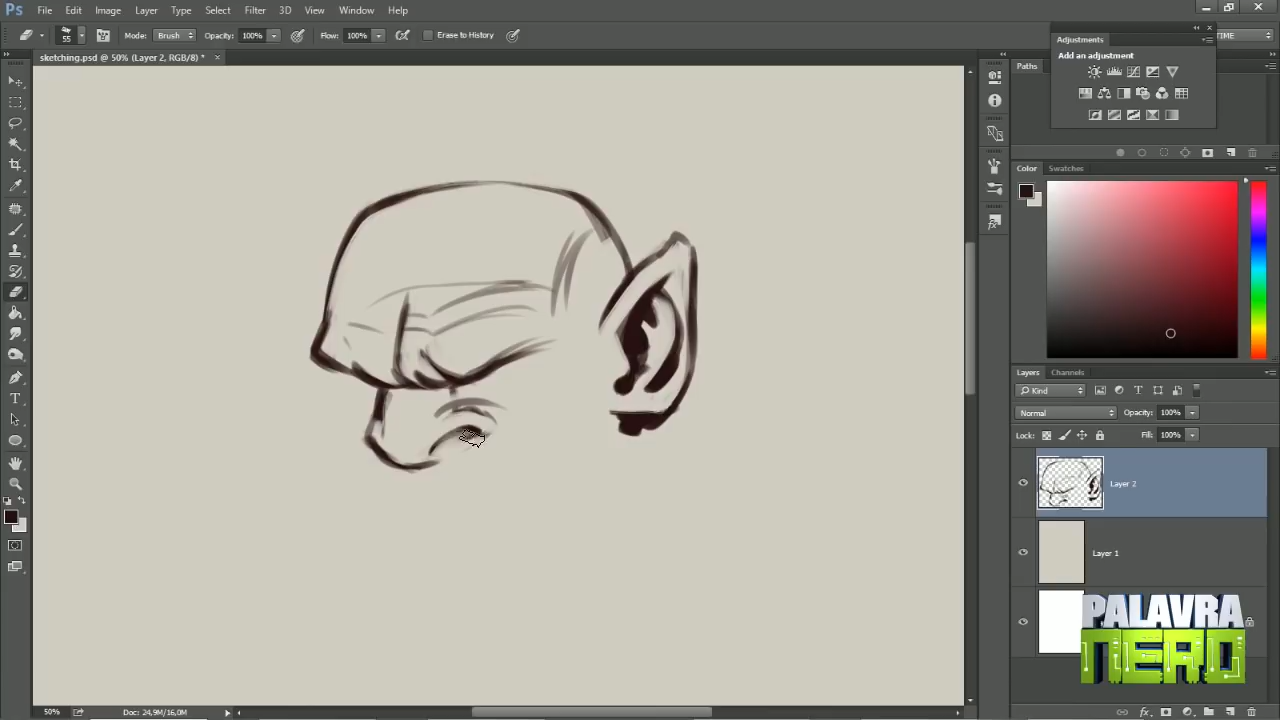 Ps File Edit Image Layer Type Select Filter 3D View Window Help
55 Mode: Brush Opacity: 100% Flow: 100% Erase to History TIME
sketching.psd @ 50% (Layer 2, RGB/8) * ×
Adjustments
Add an adjustment
Paths
Color Swatches
Layers Channels
Kind
Normal Opacity: 100%
Lock: Fill: 100%
Layer 2
Layer 1
PALAVRA
NERD
50% Doc: 24,9M/16,0M